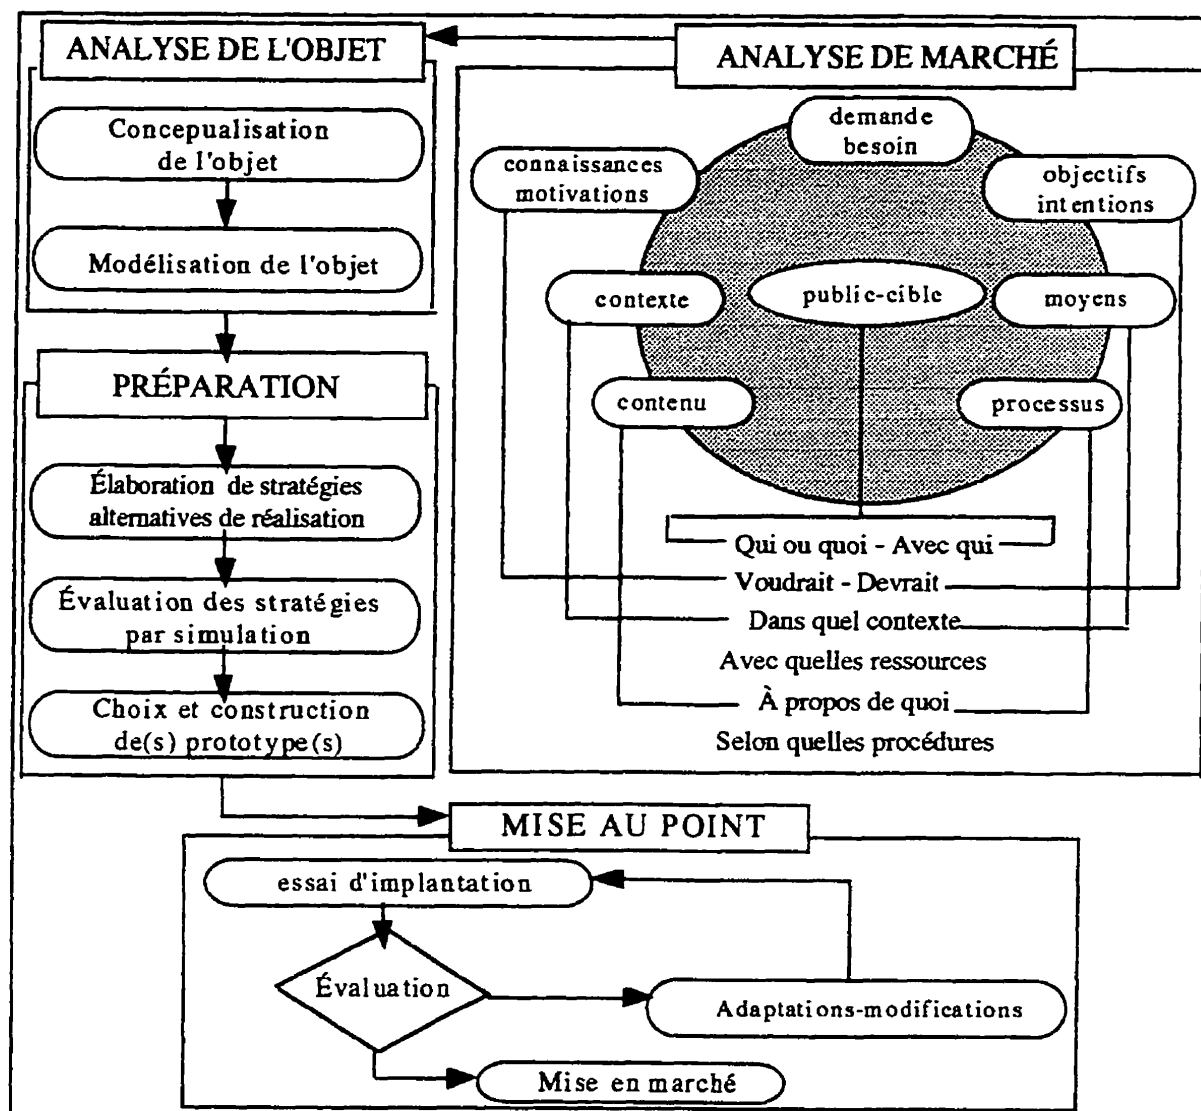 ANALYSE DE L'OBJET
Concepualisation
de l'objet
Modélisation de l'objet
PRÉPARATION
Élaboration de stratégies
alternatives de réalisation
Évaluation des stratégies
par simulation
Choix et construction
de(s) prototype(s)
ANALYSE DE MARCHÉ
demande
besoin
connaissances
motivations
objectifs
intentions
contexte
public-cible
moyens
contenu
processus
Qui ou quoi - Avec qui
Voudrait - Devrait
Dans quel contexte
Avec quelles ressources
À propos de quoi
Selon quelles procédures
MISE AU POINT
essai d'implantation
Évaluation
Adaptations-modifications
Mise en marché